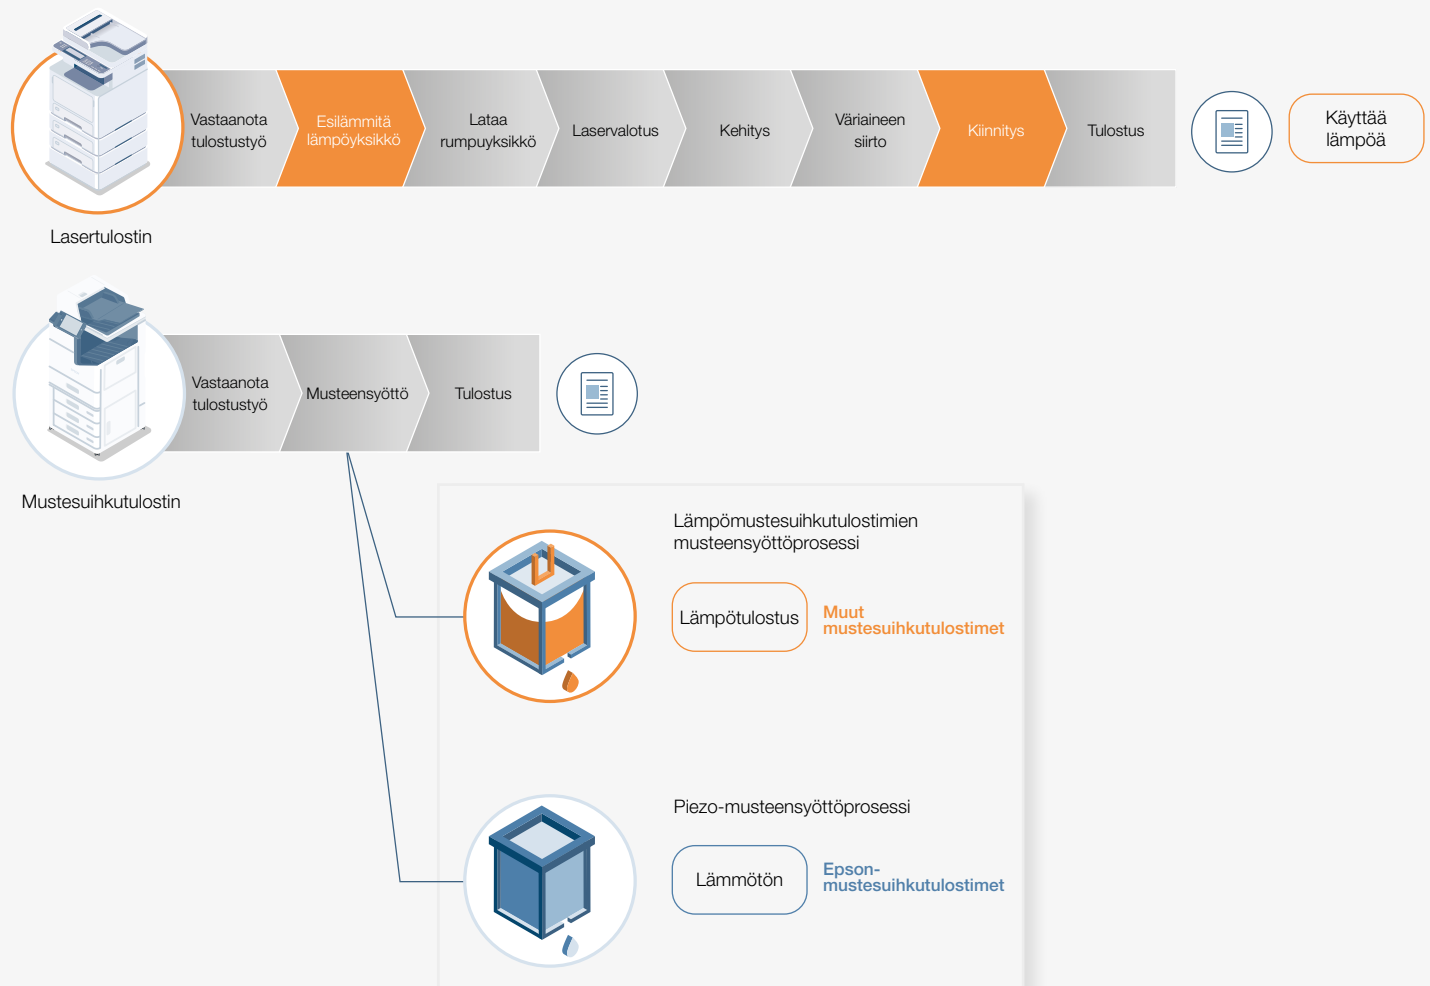 Vastaanota
tulostustyö
Esilämmitä
lämpöyksikkö
Lataa
rumpuyksikkö
Laservalotus
Kehitys
Väriaineen
siirto
Kiinnitys
Tulostus
Käyttää
lämpöä
Lasertulostin
Vastaanota
tulostustyö
Musteensyöttö
Tulostus
Mustesuihkutulostin
Lämpömustesuihkutulostimien
musteensyöttöprosessi
Lämpötulostus
Muut
mustesuihkutulostimet
Piezo-musteensyöttöprosessi
Lämmötön
Epson-
mustesuihkutulostimet